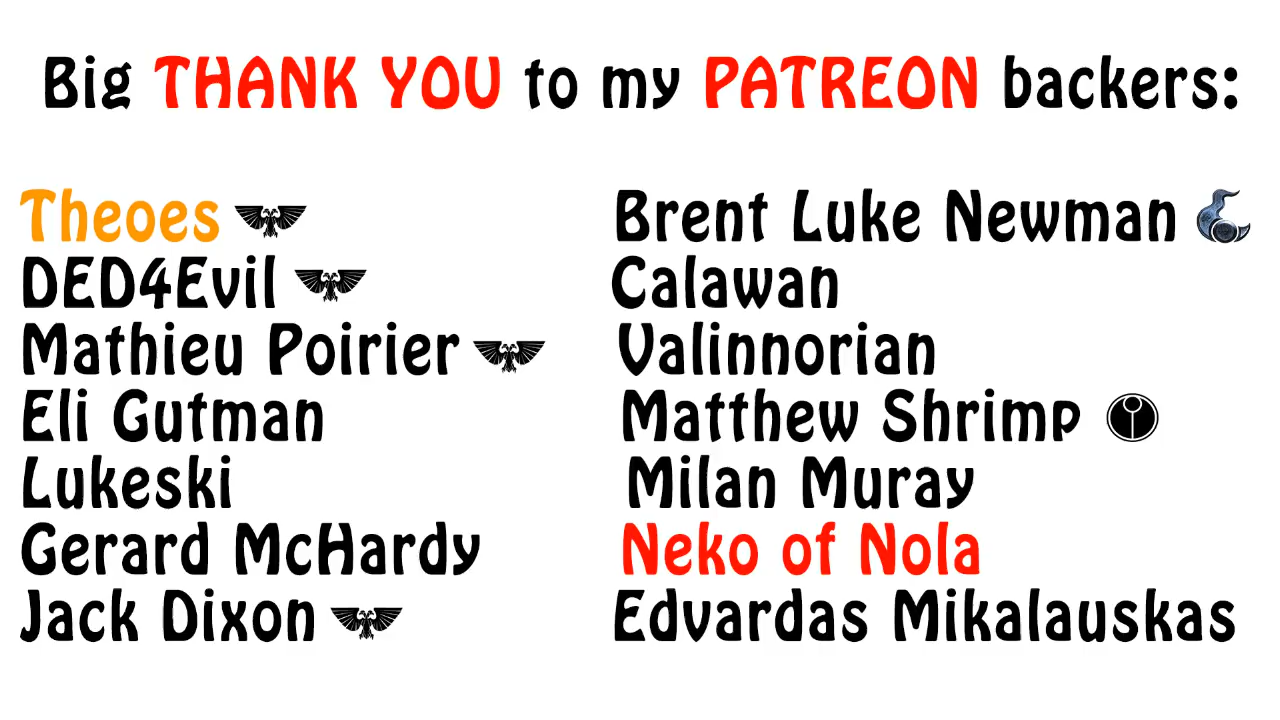 Big THANK YOU to my PATREON backers:
Theoes
DED4Evil
Mathieu Poirier
Eli Gutman
Lukeski
Gerard McHardy
Jack Dixon
Brent Luke Newman
Calawan
Valinnorian
Matthew Shrimp
Milan Muray
Neko of Nola
Edvardas Mikalauskas